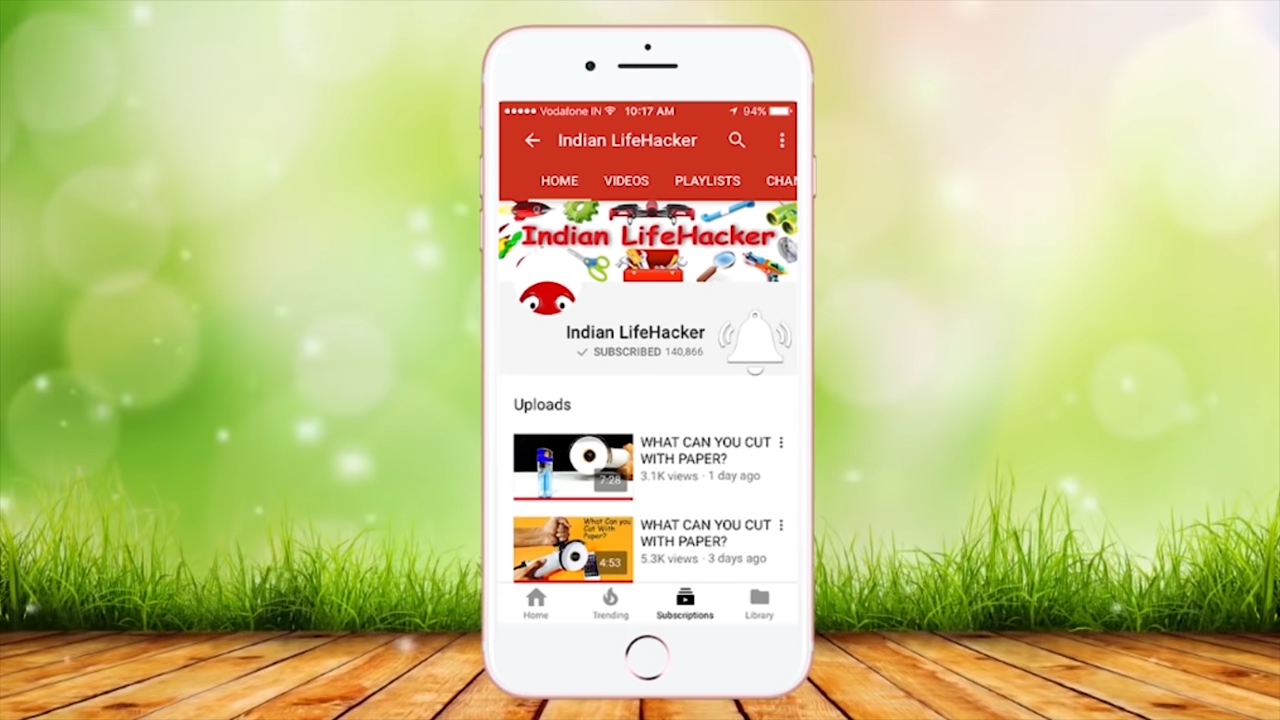 Vodafone IN 10:17 AM 94%
Indian LifeHacker
HOME VIDEOS PLAYLISTS CHAN
Indian LifeHacker
Indian LifeHacker
SUBSCRIBED 140,866
Uploads
WHAT CAN YOU CUT
WITH PAPER?
3.1K views · 1 day ago
7:28
What Can you
Cut With
Paper?
4:53
WHAT CAN YOU CUT
WITH PAPER?
5.3K views · 3 days ago
Home Trending Subscriptions Library